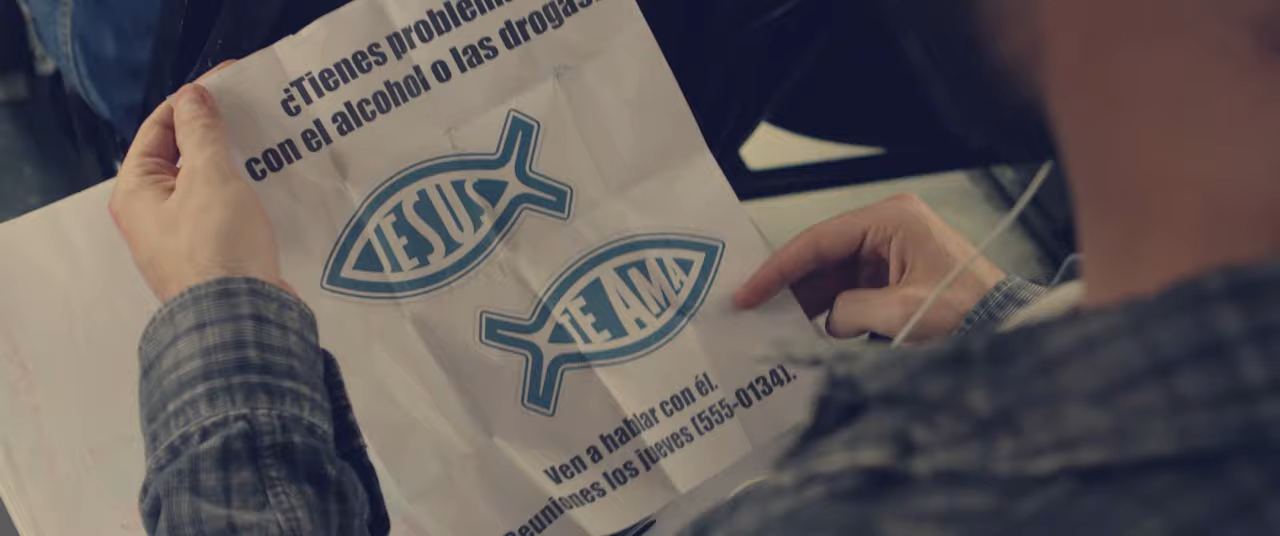 ¿Tienes problemas
con el alcohol o las drogas?
JESUS
TE AMA
Ven a hablar con él.
Reuniones los jueves (555-0134).